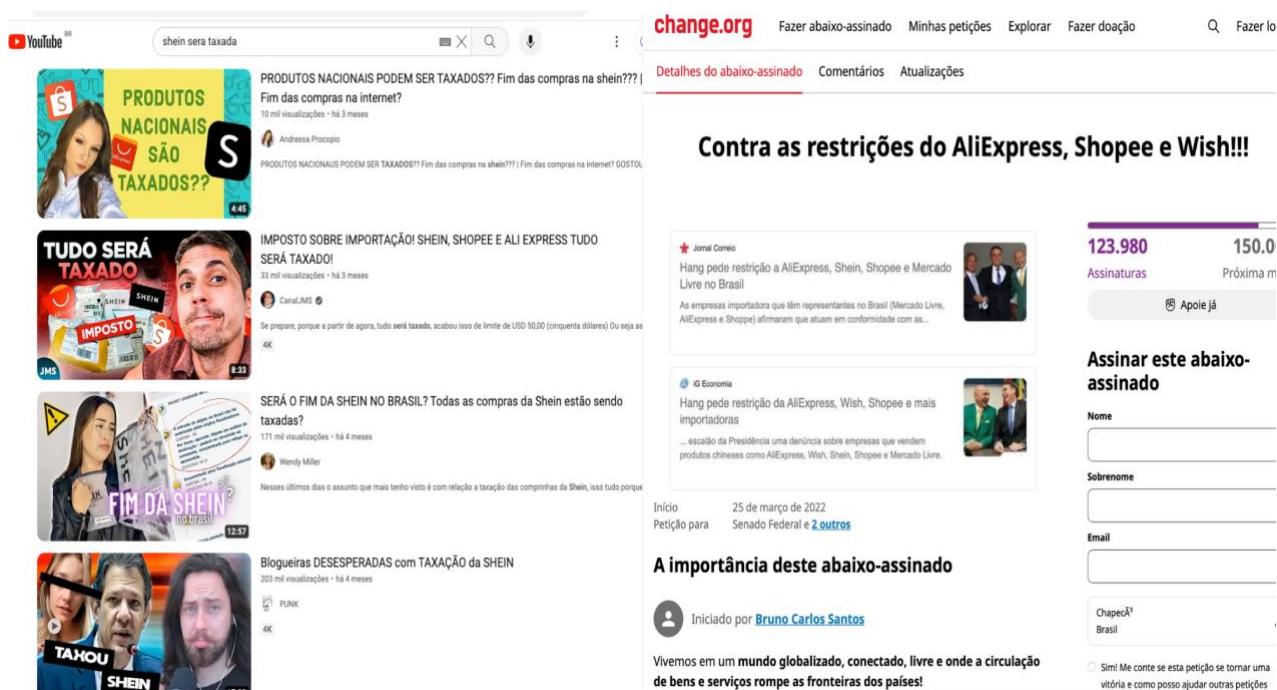 YouTube BR
shein sera taxada
PRODUTOS
NACIONAIS
SÃO
TAXADOS??
4:45
PRODUTOS NACIONAIS PODEM SER TAXADOS?? Fim das compras na shein??? |
Fim das compras na internet?
10 mil visualizações • há 3 meses
Andressa Procopio
PRODUTOS NACIONAUS PODEM SER TAXADOS?? Fim das compras na shein??? | Fim das compras na internet? GOSTOU
TUDO SERÁ
TAXADO
SHEIN
SHEIN
IMPOSTO
JMS
8:33
IMPOSTO SOBRE IMPORTAÇÃO! SHEIN, SHOPEE E ALI EXPRESS TUDO
SERÁ TAXADO!
33 mil visualizações • há 3 meses
CanalJMS
Se prepare, porque a partir de agora, tudo será taxado, acabou isso de limite de USD 50,00 (cinquenta dólares) Ou seja as
4K
FIM DA SHEIN?
no brasil
12:57
SERÁ O FIM DA SHEIN NO BRASIL? Todas as compras da Shein estão sendo
taxadas?
171 mil visualizações • há 4 meses
Wendy Miller
Nesses últimos dias o assunto que mais tenho visto é com relação a taxação das comprinhas da Shein, isso tudo porque
TAXOU
SHEIN
Blogueiras DESESPERADAS com TAXAÇÃO da SHEIN
203 mil visualizações • há 4 meses
PUNK
4K
change.org
Fazer abaixo-assinado Minhas petições Explorar Fazer doação Fazer lo
Detalhes do abaixo-assinado Comentários Atualizações
Contra as restrições do AliExpress, Shopee e Wish!!!
Jornal Correio
Hang pede restrição a AliExpress, Shein, Shopee e Mercado
Livre no Brasil
As empresas importadora que têm representantes no Brasil (Mercado Livre,
AliExpress e Shoppe) afirmaram que atuam em conformidade com as...
iG Economia
Hang pede restrição da AliExpress, Wish, Shopee e mais
importadoras
... escalão da Presidência uma denúncia sobre empresas que vendem
produtos chineses como AliExpress, Wish, Shein, Shopee e Mercado Livre.
Início 25 de março de 2022
Petição para Senado Federal e 2 outros
A importância deste abaixo-assinado
Iniciado por Bruno Carlos Santos
Vivemos em um mundo globalizado, conectado, livre e onde a circulação
de bens e serviços rompe as fronteiras dos países!
123.980 150.00
Assinaturas Próxima m
Apoie já
Assinar este abaixo-
assinado
Nome
Sobrenome
Email
ChapecÃ³
Brasil
Sim! Me conte se esta petição se tornar uma
vitória e como posso ajudar outras petições